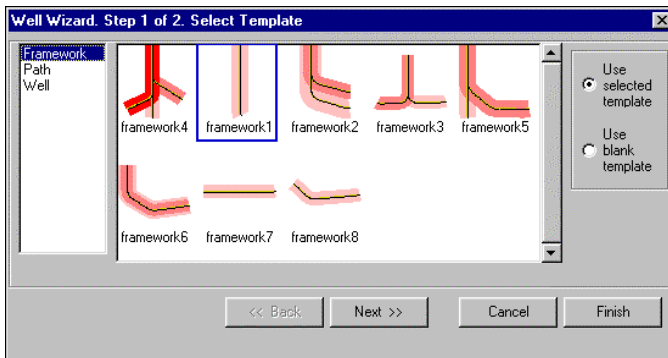 Well Wizard. Step 1 of 2. Select Template
Framework
Path
Well
framework4
framework1
framework2
framework3
framework5
framework6
framework7
framework8
Use
selected
template
Use
blank
template
<< Back
Next >>
Cancel
Finish